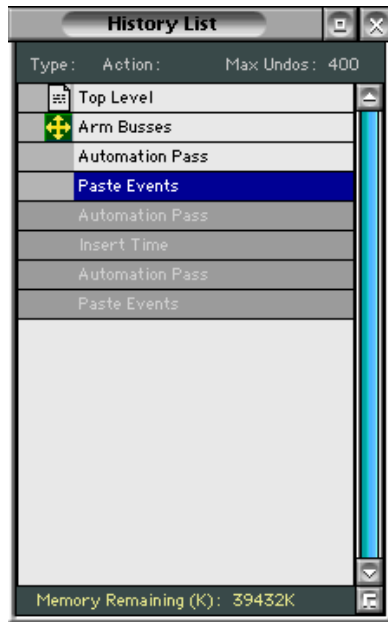 History List
Type: Action: Max Undos: 400
Top Level
Arm Busses
Automation Pass
Paste Events
Automation Pass
Insert Time
Automation Pass
Paste Events
Memory Remaining (K): 39432K